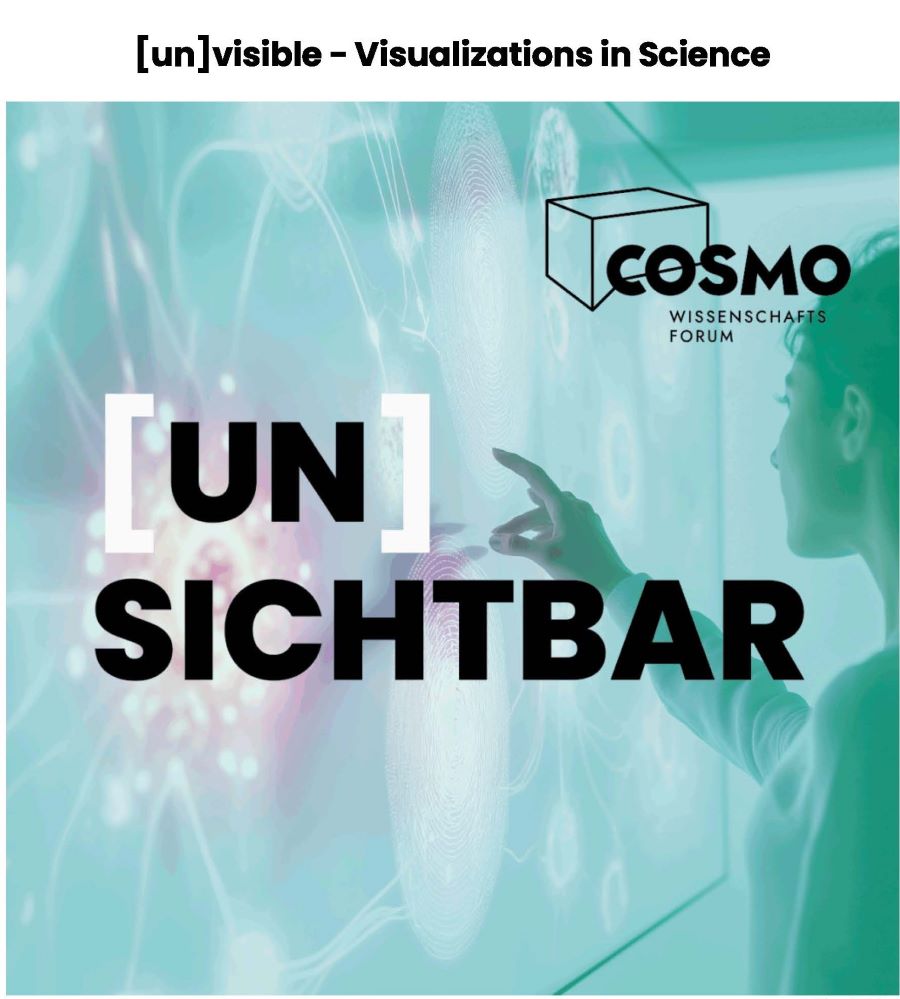 [un]visible - Visualizations in Science
COSMO
WISSENSCHAFTS
FORUM
[UN]
SICHTBAR